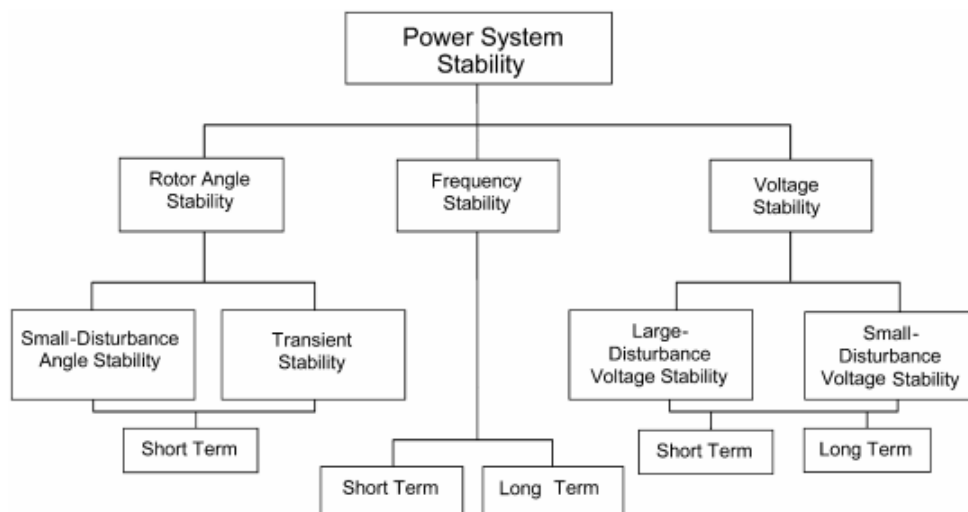 Power System
Stability
Rotor Angle
Stability
Frequency
Stability
Voltage
Stability
Small-Disturbance
Angle Stability
Transient
Stability
Large-
Disturbance
Voltage Stability
Small-
Disturbance
Voltage Stability
Short Term
Short Term
Long Term
Short Term
Long Term